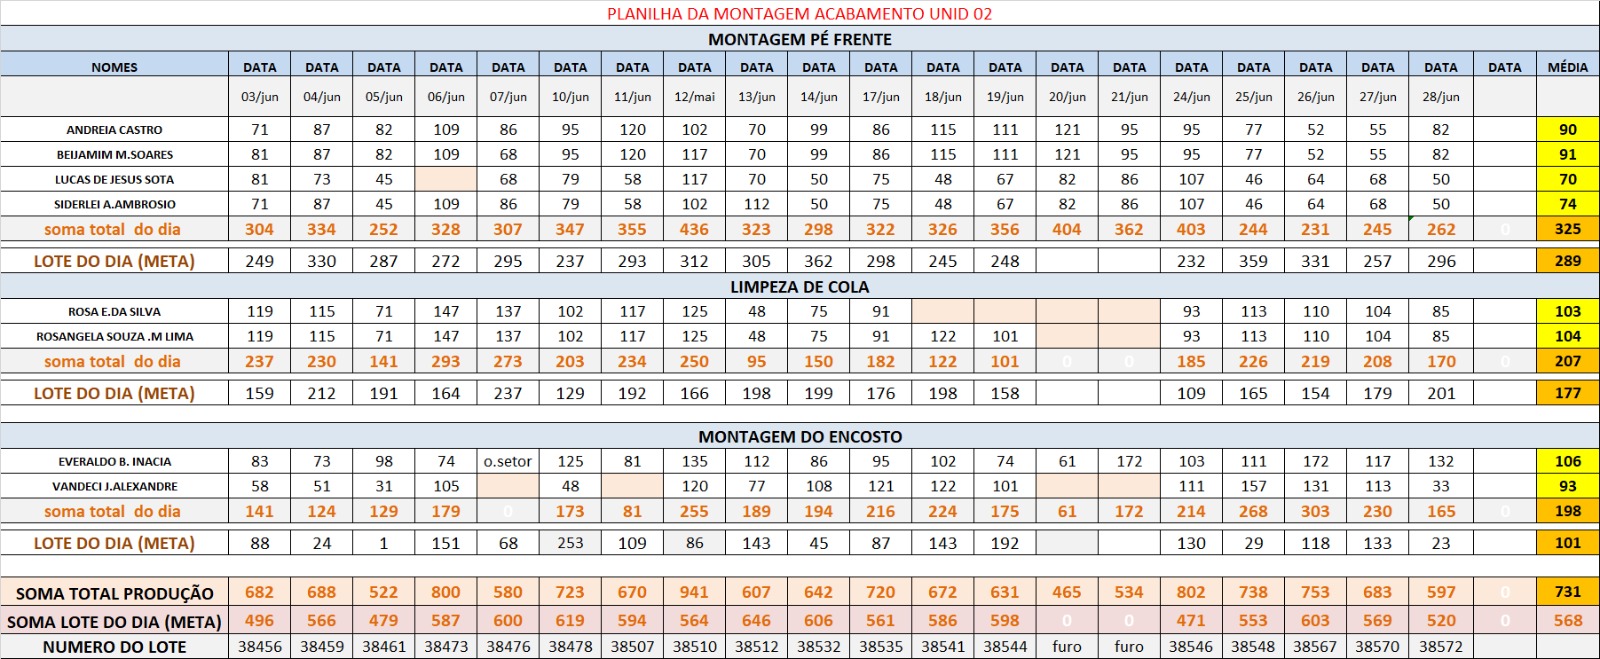 PLANILHA DA MONTAGEM ACABAMENTO UNID 02
MONTAGEM PÉ FRENTE
NOMES DATA DATA DATA DATA DATA DATA DATA DATA DATA DATA DATA DATA DATA DATA DATA DATA DATA DATA DATA DATA DATA MÉDIA
03/jun 04/jun 05/jun 06/jun 07/jun 10/jun 11/jun 12/mai 13/jun 14/jun 17/jun 18/jun 19/jun 20/jun 21/jun 24/jun 25/jun 26/jun 27/jun 28/jun
ANDREIA CASTRO 71 87 82 109 86 95 120 102 70 99 86 115 111 121 95 95 77 52 55 82 90
BEIJAMIM M.SOARES 81 87 82 109 68 95 120 117 70 99 86 115 111 121 95 95 77 52 55 82 91
LUCAS DE JESUS SOTA 81 73 45 68 79 58 117 70 50 75 48 67 82 86 107 46 64 68 50 70
SIDERLEI A.AMBROSIO 71 87 45 109 86 79 58 102 112 50 75 48 67 82 86 107 46 64 68 50 74
soma total do dia 304 334 252 328 307 347 355 436 323 298 322 326 356 404 362 403 244 231 245 262 0 325
LOTE DO DIA (META) 249 330 287 272 295 237 293 312 305 362 298 245 248 232 359 331 257 296 289
LIMPEZA DE COLA
ROSA E.DA SILVA 119 115 71 147 137 102 117 125 48 75 91 93 113 110 104 85 103
ROSANGELA SOUZA .M LIMA 119 115 71 147 137 102 117 125 48 75 91 122 101 93 113 110 104 85 104
soma total do dia 237 230 141 293 273 203 234 250 95 150 182 122 101 0 0 185 226 219 208 170 0 207
LOTE DO DIA (META) 159 212 191 164 237 129 192 166 198 199 176 198 158 109 165 154 179 201 177
MONTAGEM DO ENCOSTO
EVERALDO B. INACIA 83 73 98 74 o.setor 125 81 135 112 86 95 102 74 61 172 103 111 172 117 132 106
VANDECI J.ALEXANDRE 58 51 31 105 48 120 77 108 121 122 101 111 157 131 113 33 93
soma total do dia 141 124 129 179 0 173 81 255 189 194 216 224 175 61 172 214 268 303 230 165 0 198
LOTE DO DIA (META) 88 24 1 151 68 253 109 86 143 45 87 143 192 130 29 118 133 23 101
SOMA TOTAL PRODUÇÃO 682 688 522 800 580 723 670 941 607 642 720 672 631 465 534 802 738 753 683 597 0 731
SOMA LOTE DO DIA (META) 496 566 479 587 600 619 594 564 646 606 561 586 598 0 0 471 553 603 569 520 0 568
NUMERO DO LOTE 38456 38459 38461 38473 38476 38478 38507 38510 38512 38532 38535 38541 38544 furo furo 38546 38548 38567 38570 38572